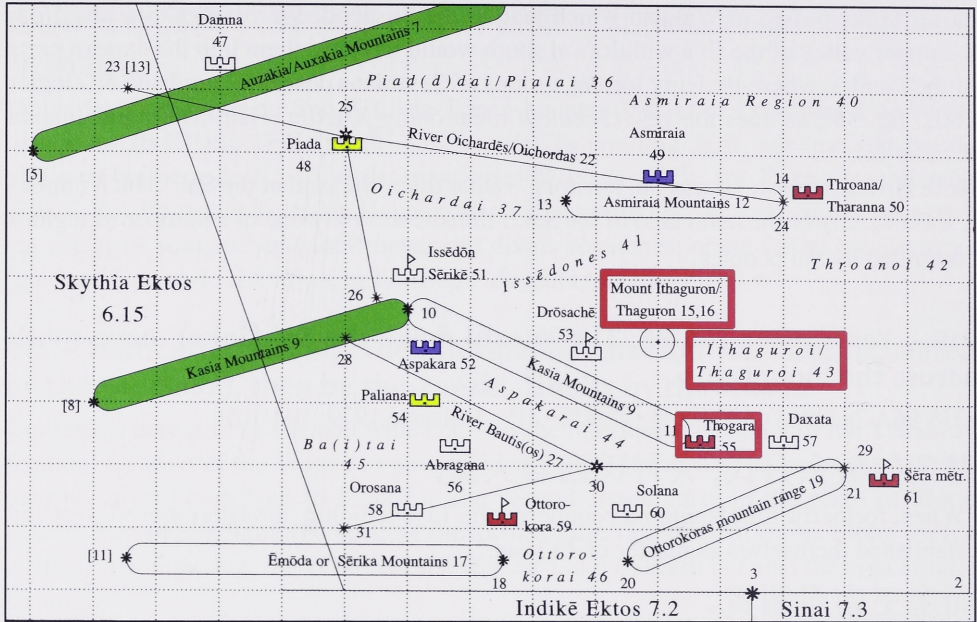 Damna
47
23 [13]
Auzakia/Auxakia Mountains 7
Piad(d)dai/Pialai 36
Asmiraia Region 40
25
Piada
48
River Oichardēs/Oichordas 22
Asmiraia
49
[5]
14
Throana/
Tharanna 50
Oichardai 37
13
Asmiraia Mountains 12
24
Issēdōn
Sērikē 51
Issēdones 41
Throanoi 42
Skythia Ektos
6.15
26
10
Mount Ithaguron/
Thaguron 15,16
Drōsachē
53
Ithaguroi/
Thaguroi 43
28
Aspakara 52
Kasia Mountains 9
Kasia Mountains 9
[8]
Paliana
54
Aspakarai 44
River Bautis(os) 27
11
Thogara
55
Daxata
57
Ba(i)tai
45
Abragana
56
29
30
Orosana
58
Ottoro-
kora 59
Solana
60
Ottorokoras mountain range 19
21
Sēra mētr.
61
31
[11]
Ēmōda or Sērika Mountains 17
18
Ottoro-
korai 46
20
3
2
Indikē Ektos 7.2
Sinai 7.3